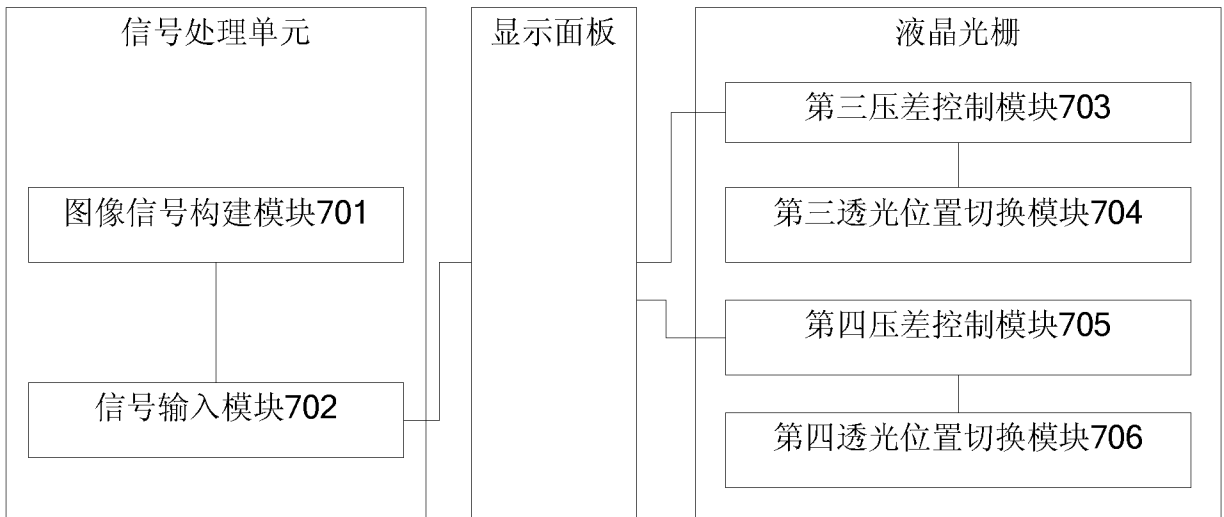 信号处理单元
图像信号构建模块701
信号输入模块702
显示面板
液晶光栅
第三压差控制模块703
第三透光位置切换模块704
第四压差控制模块705
第四透光位置切换模块706